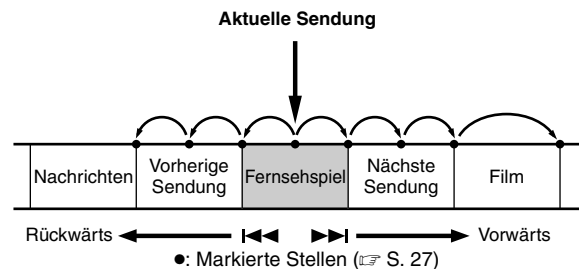 Aktuelle Sendung
Nachrichten
Vorherige
Sendung
Fernsehspiel
Nächste
Sendung
Film
Rückwärts
Vorwärts
●: Markierte Stellen (☞ S. 27)